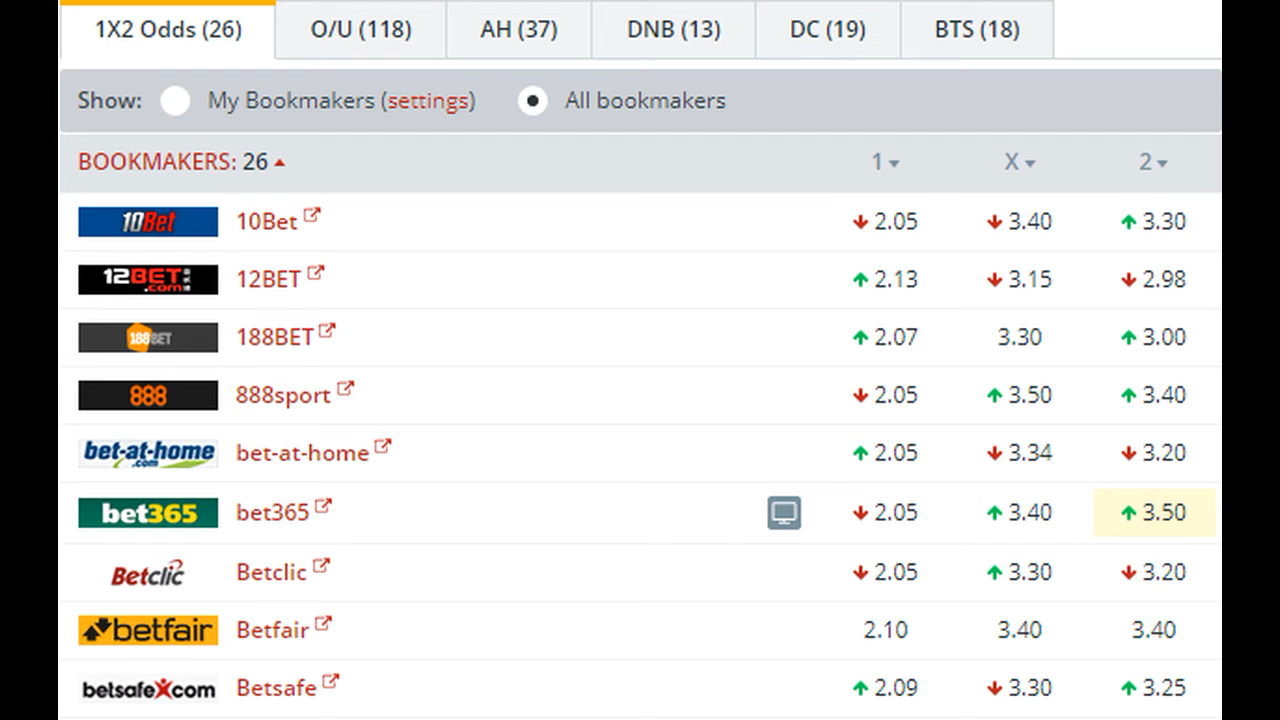 1X2 Odds (26) O/U (118) AH (37) DNB (13) DC (19) BTS (18)
Show: My Bookmakers (settings) All bookmakers
BOOKMAKERS: 26 1 X 2
10Bet 10Bet 2.05 3.40 3.30
12BET.com 12BET 2.13 3.15 2.98
188BET 188BET 2.07 3.30 3.00
888 888sport 2.05 3.50 3.40
bet-at-home.com bet-at-home 2.05 3.34 3.20
bet365 bet365 2.05 3.40 3.50
Betclic Betclic 2.05 3.30 3.20
betfair Betfair 2.10 3.40 3.40
betsafe.com Betsafe 2.09 3.30 3.25